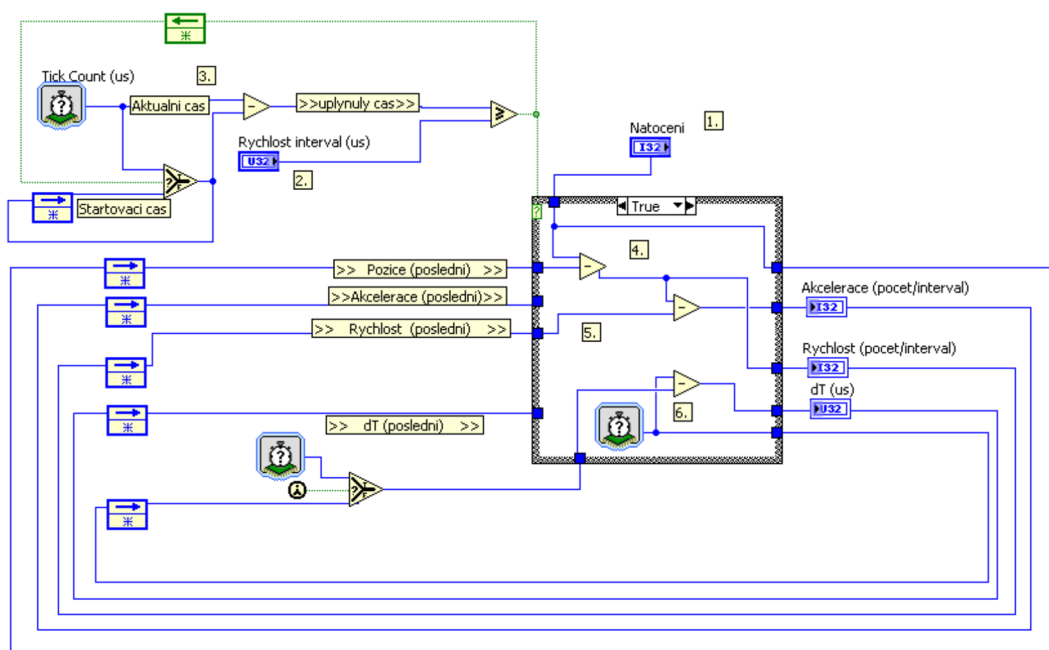 Tick Count (us)
3.
Aktualni cas
>>uplynuly cas>>
Rychlost interval (us)
U32
2.
Startovaci cas
Natoceni
1.
I32
True
4.
>> Pozice (posledni) >>
>>Akcelerace (posledni)>>
>> Rychlost (posledni) >>
5.
Akcelerace (pocet/interval)
I32
Rychlost (pocet/interval)
I32
dT (us)
U32
6.
>> dT (posledni) >>